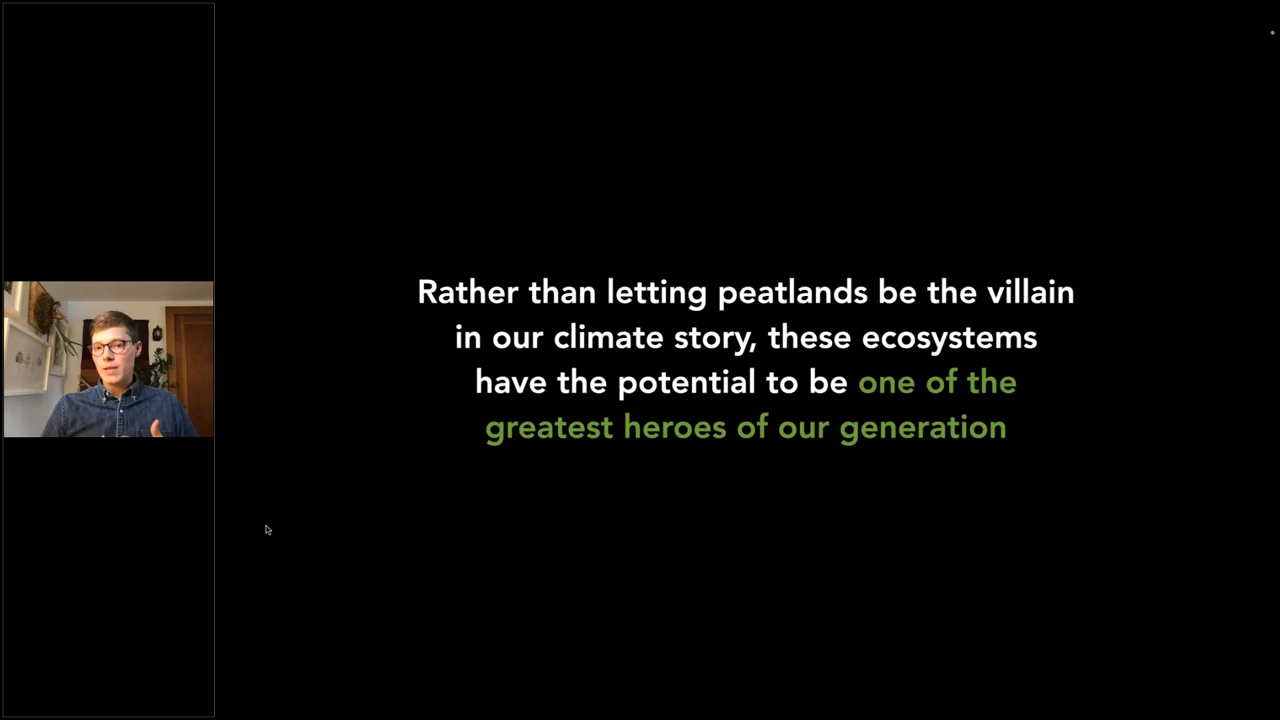 Rather than letting peatlands be the villain
in our climate story, these ecosystems
have the potential to be one of the
greatest heroes of our generation